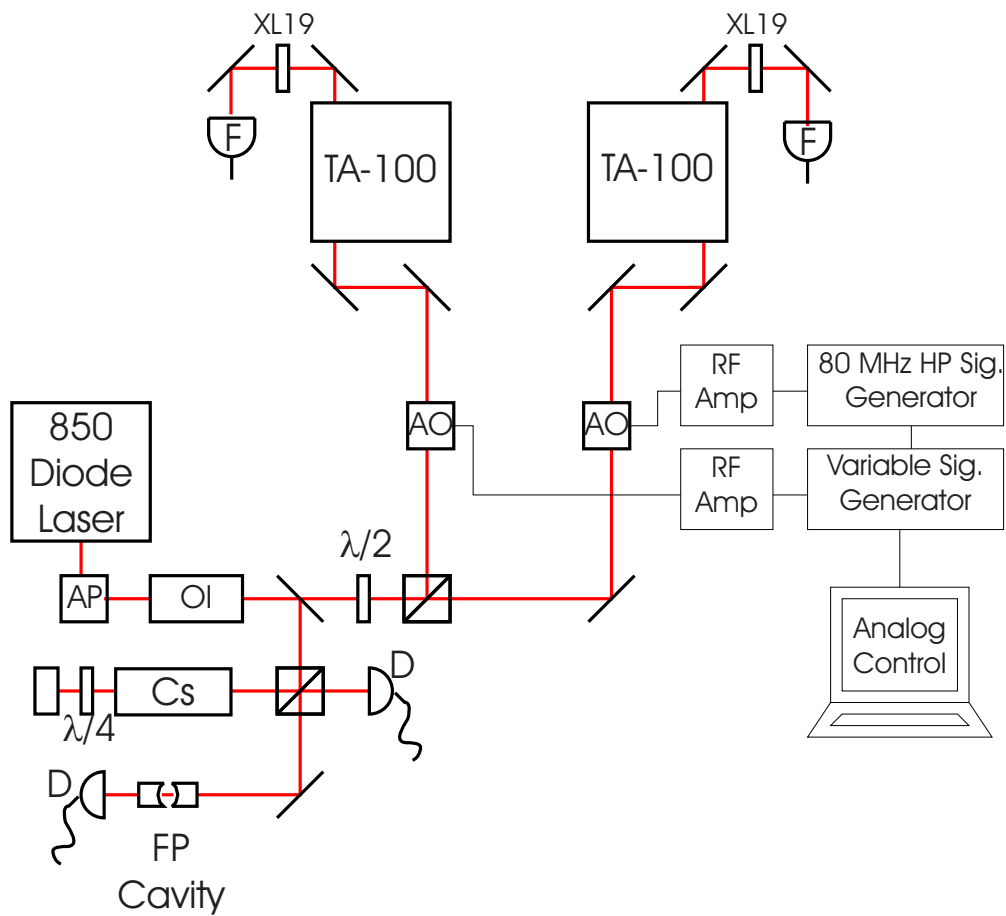 XL19
XL19
F
F
TA-100
TA-100
RF
Amp
80 MHz HP Sig.
Generator
AO
AO
850
Diode
Laser
RF
Amp
Variable Sig.
Generator
λ/2
AP
OI
Analog
Control
D
Cs
λ/4
D
FP
Cavity